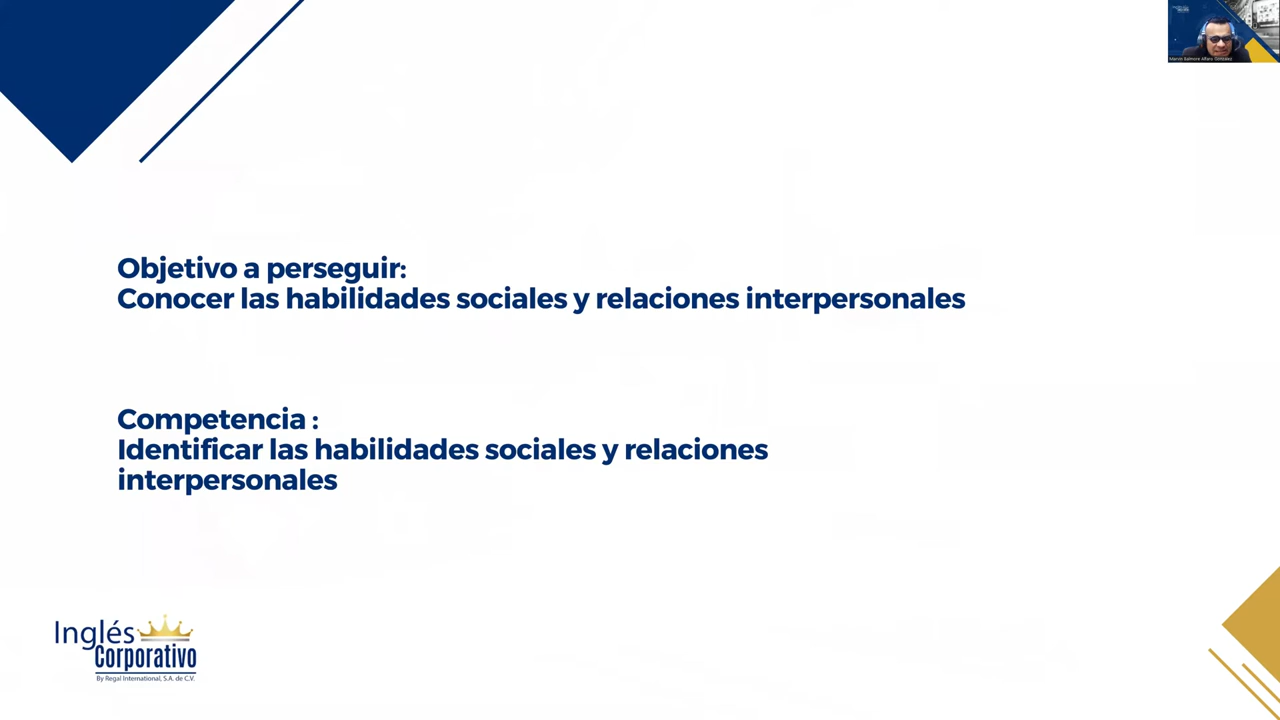 Objetivo a perseguir:
Conocer las habilidades sociales y relaciones interpersonales
Competencia :
Identificar las habilidades sociales y relaciones
interpersonales
Inglés
Corporativo
By Regal International, S.A. de C.V.